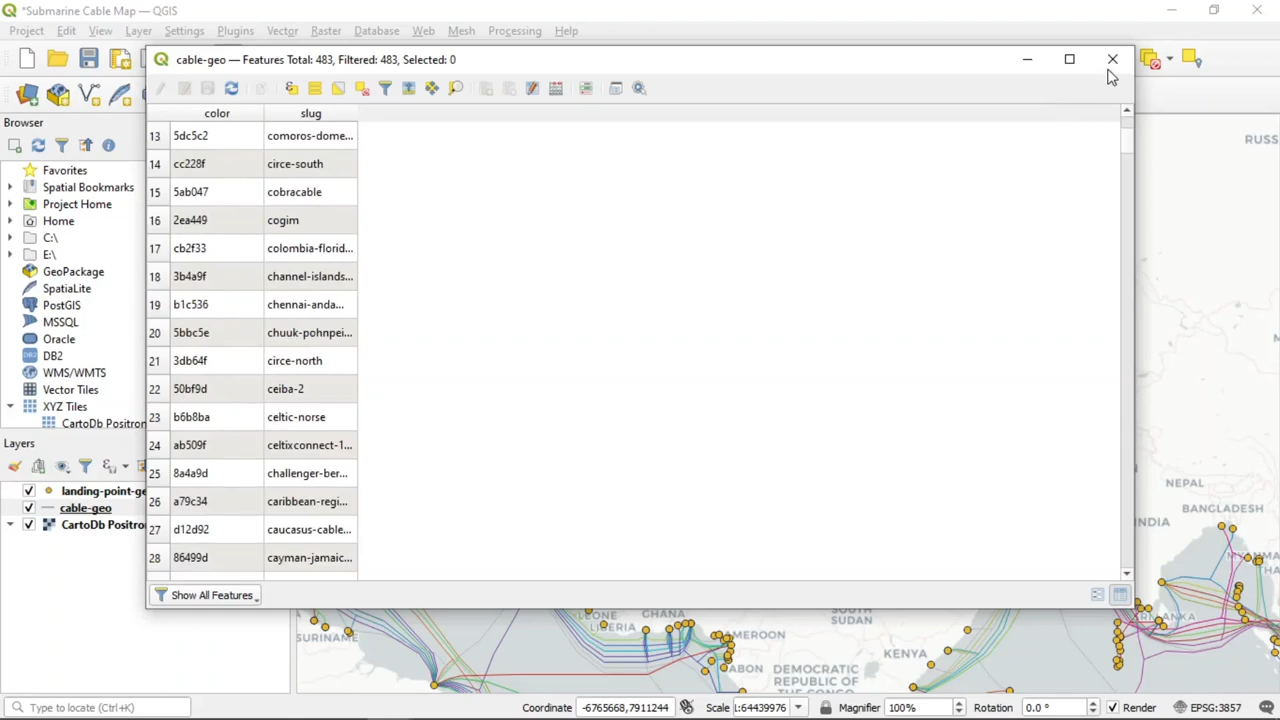 *Submarine Cable Map — QGIS
Project Edit View Layer Settings Plugins Vector Raster Database Web Mesh Processing Help
cable-geo — Features Total: 483, Filtered: 483, Selected: 0
color slug
13 5dc5c2 comoros-dome...
14 cc228f circe-south
15 5ab047 cobracable
16 2ea449 cogim
17 cb2f33 colombia-florid...
18 3b4a9f channel-islands...
19 b1c536 chennai-anda...
20 5bbc5e chuuk-pohnpei...
21 3db64f circe-north
22 50bf9d ceiba-2
23 b6b8ba celtic-norse
24 ab509f celtixconnect-1...
25 8a4a9d challenger-ber...
26 a79c34 caribbean-regi...
27 d12d92 caucasus-cable...
28 86499d cayman-jamaic...
Show All Features
Browser
Favorites
Spatial Bookmarks
Project Home
Home
C:\
E:\
GeoPackage
SpatiaLite
PostGIS
MSSQL
Oracle
DB2
WMS/WMTS
Vector Tiles
XYZ Tiles
CartoDb Positron
Layers
landing-point-ge
cable-geo
CartoDb Positro
RUSS
NEPAL
BANGLADESH
INDIA
SURINAME
LIBERIA
GHANA
AMEROON
ABON
SOUTH
SUDAN
KENYA
DEMOCRATIC
REPUBLIC OF
THE CONGO
Type to locate (Ctrl+K)
Coordinate -6765668,7911244
Scale 1:64439976
Magnifier 100%
Rotation 0.0 °
Render
EPSG:3857